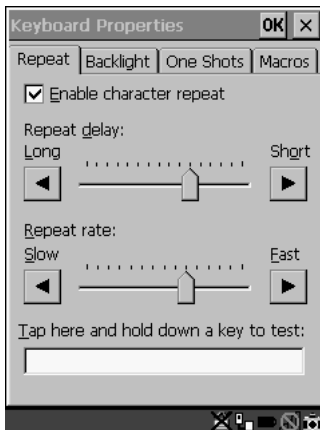 Keyboard Properties OK ×
Repeat Backlight One Shots Macros
Enable character repeat
Repeat delay:
Long Short
Repeat rate:
Slow Fast
Tap here and hold down a key to test: